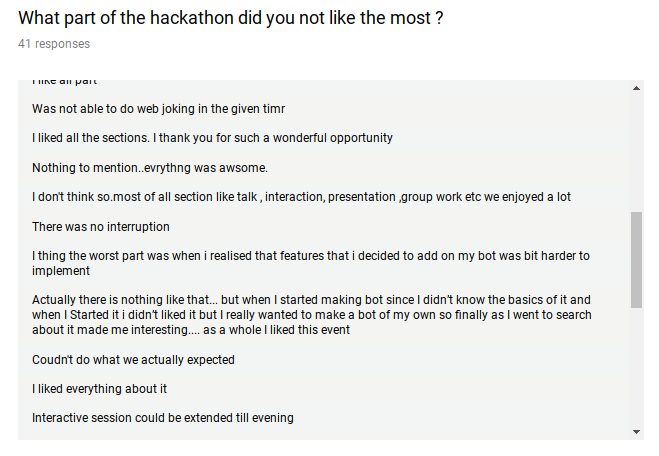 What part of the hackathon did you not like the most ?
41 responses
I like all part
Was not able to do web joking in the given timr
I liked all the sections. I thank you for such a wonderful opportunity
Nothing to mention..evrythng was awsome.
I don't think so.most of all section like talk , interaction, presentation ,group work etc we enjoyed a lot
There was no interruption
I thing the worst part was when i realised that features that i decided to add on my bot was bit harder to
implement
Actually there is nothing like that... but when I started making bot since I didn't know the basics of it and
when I Started it i didn't liked it but I really wanted to make a bot of my own so finally as I went to search
about it made me interesting.... as a whole I liked this event
Coudn't do what we actually expected
I liked everything about it
Interactive session could be extended till evening